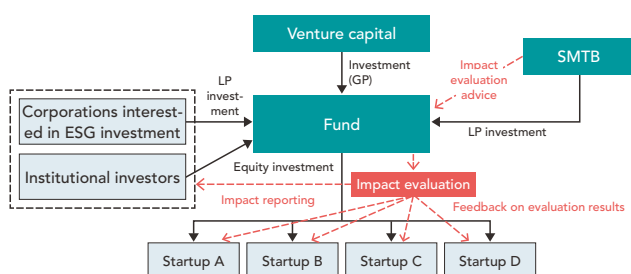 Venture capital
SMTB
Investment
(GP)
Impact
evaluation
advice
LP
invest-
ment
Corporations interest-
ed in ESG investment
Fund
LP investment
Institutional investors
Equity investment
Impact evaluation
Impact reporting
Feedback on evaluation results
Startup A
Startup B
Startup C
Startup D